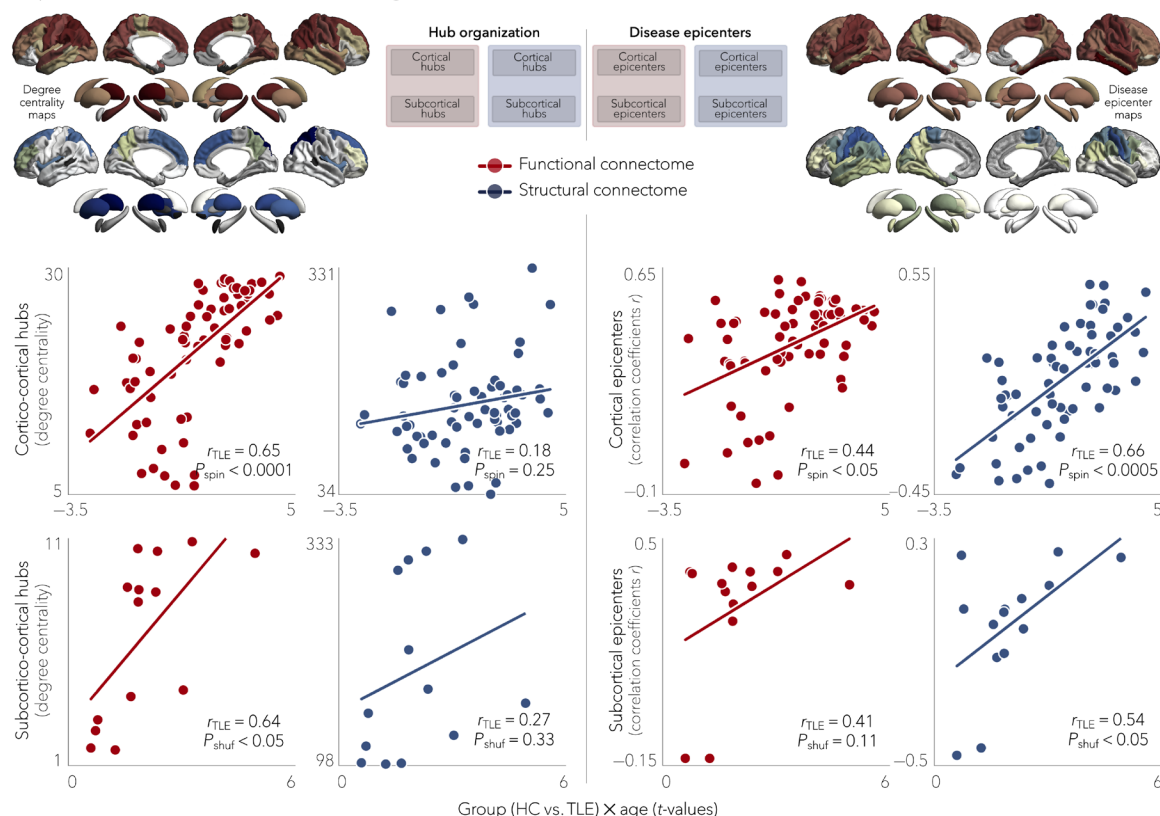 Hub organization
Disease epicenters
Cortical hubs
Cortical hubs
Cortical epicenters
Cortical epicenters
Subcortical hubs
Subcortical hubs
Subcortical epicenters
Subcortical epicenters
Degree centrality maps
Disease epicenter maps
Functional connectome
Structural connectome
Cortico-cortical hubs
(degree centrality)
30
5
−3.5
5
rTLE = 0.65
Pspin < 0.0001
331
34
−3.5
5
rTLE = 0.18
Pspin = 0.25
Cortical epicenters
(correlation coefficients r)
0.65
−0.1
−3.5
5
rTLE = 0.44
Pspin < 0.05
0.55
−0.45
−3.5
5
rTLE = 0.66
Pspin < 0.0005
Subcortico-cortical hubs
(degree centrality)
11
1
0
6
rTLE = 0.64
Pshuf < 0.05
333
98
0
6
rTLE = 0.27
Pshuf = 0.33
Subcortical epicenters
(correlation coefficients r)
0.5
−0.15
0
6
rTLE = 0.41
Pshuf = 0.11
0.3
−0.5
0
6
rTLE = 0.54
Pshuf < 0.05
Group (HC vs. TLE) × age (t-values)